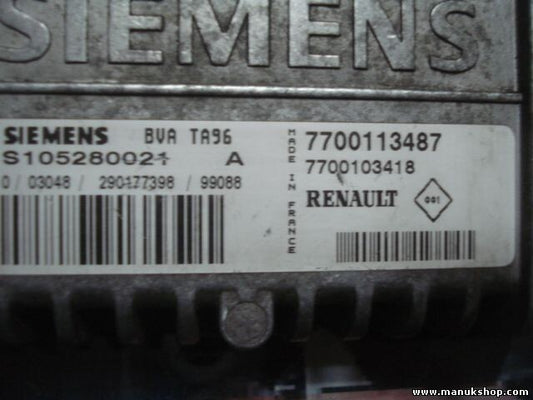 SIEMENS
SIEMENS BVA TA96
S105280021 A
0 / 03048 / 290177398 / 99088
MADE IN FRANCE
7700113487
7700103418
RENAULT 001
www.manukshop.com